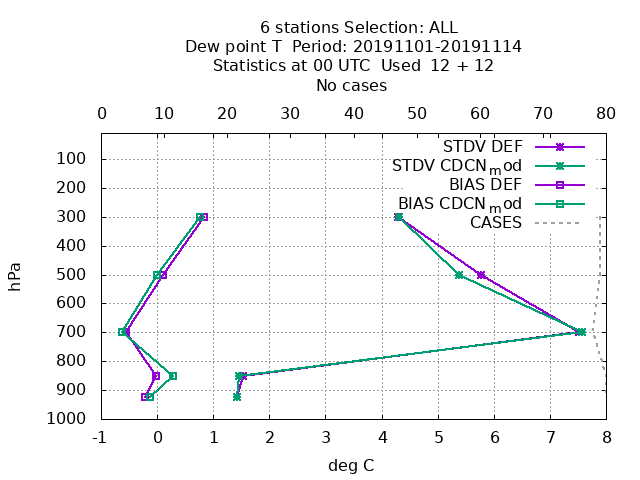 6 stations Selection: ALL
Dew point T  Period: 20191101-20191114
Statistics at 00 UTC  Used  12 + 12
No cases
0 10 20 30 40 50 60 70 80
STDV DEF
STDV CDCNmod
BIAS DEF
BIAS CDCNmod
CASES
hPa
100
200
300
400
500
600
700
800
900
1000
-1 0 1 2 3 4 5 6 7 8
deg C